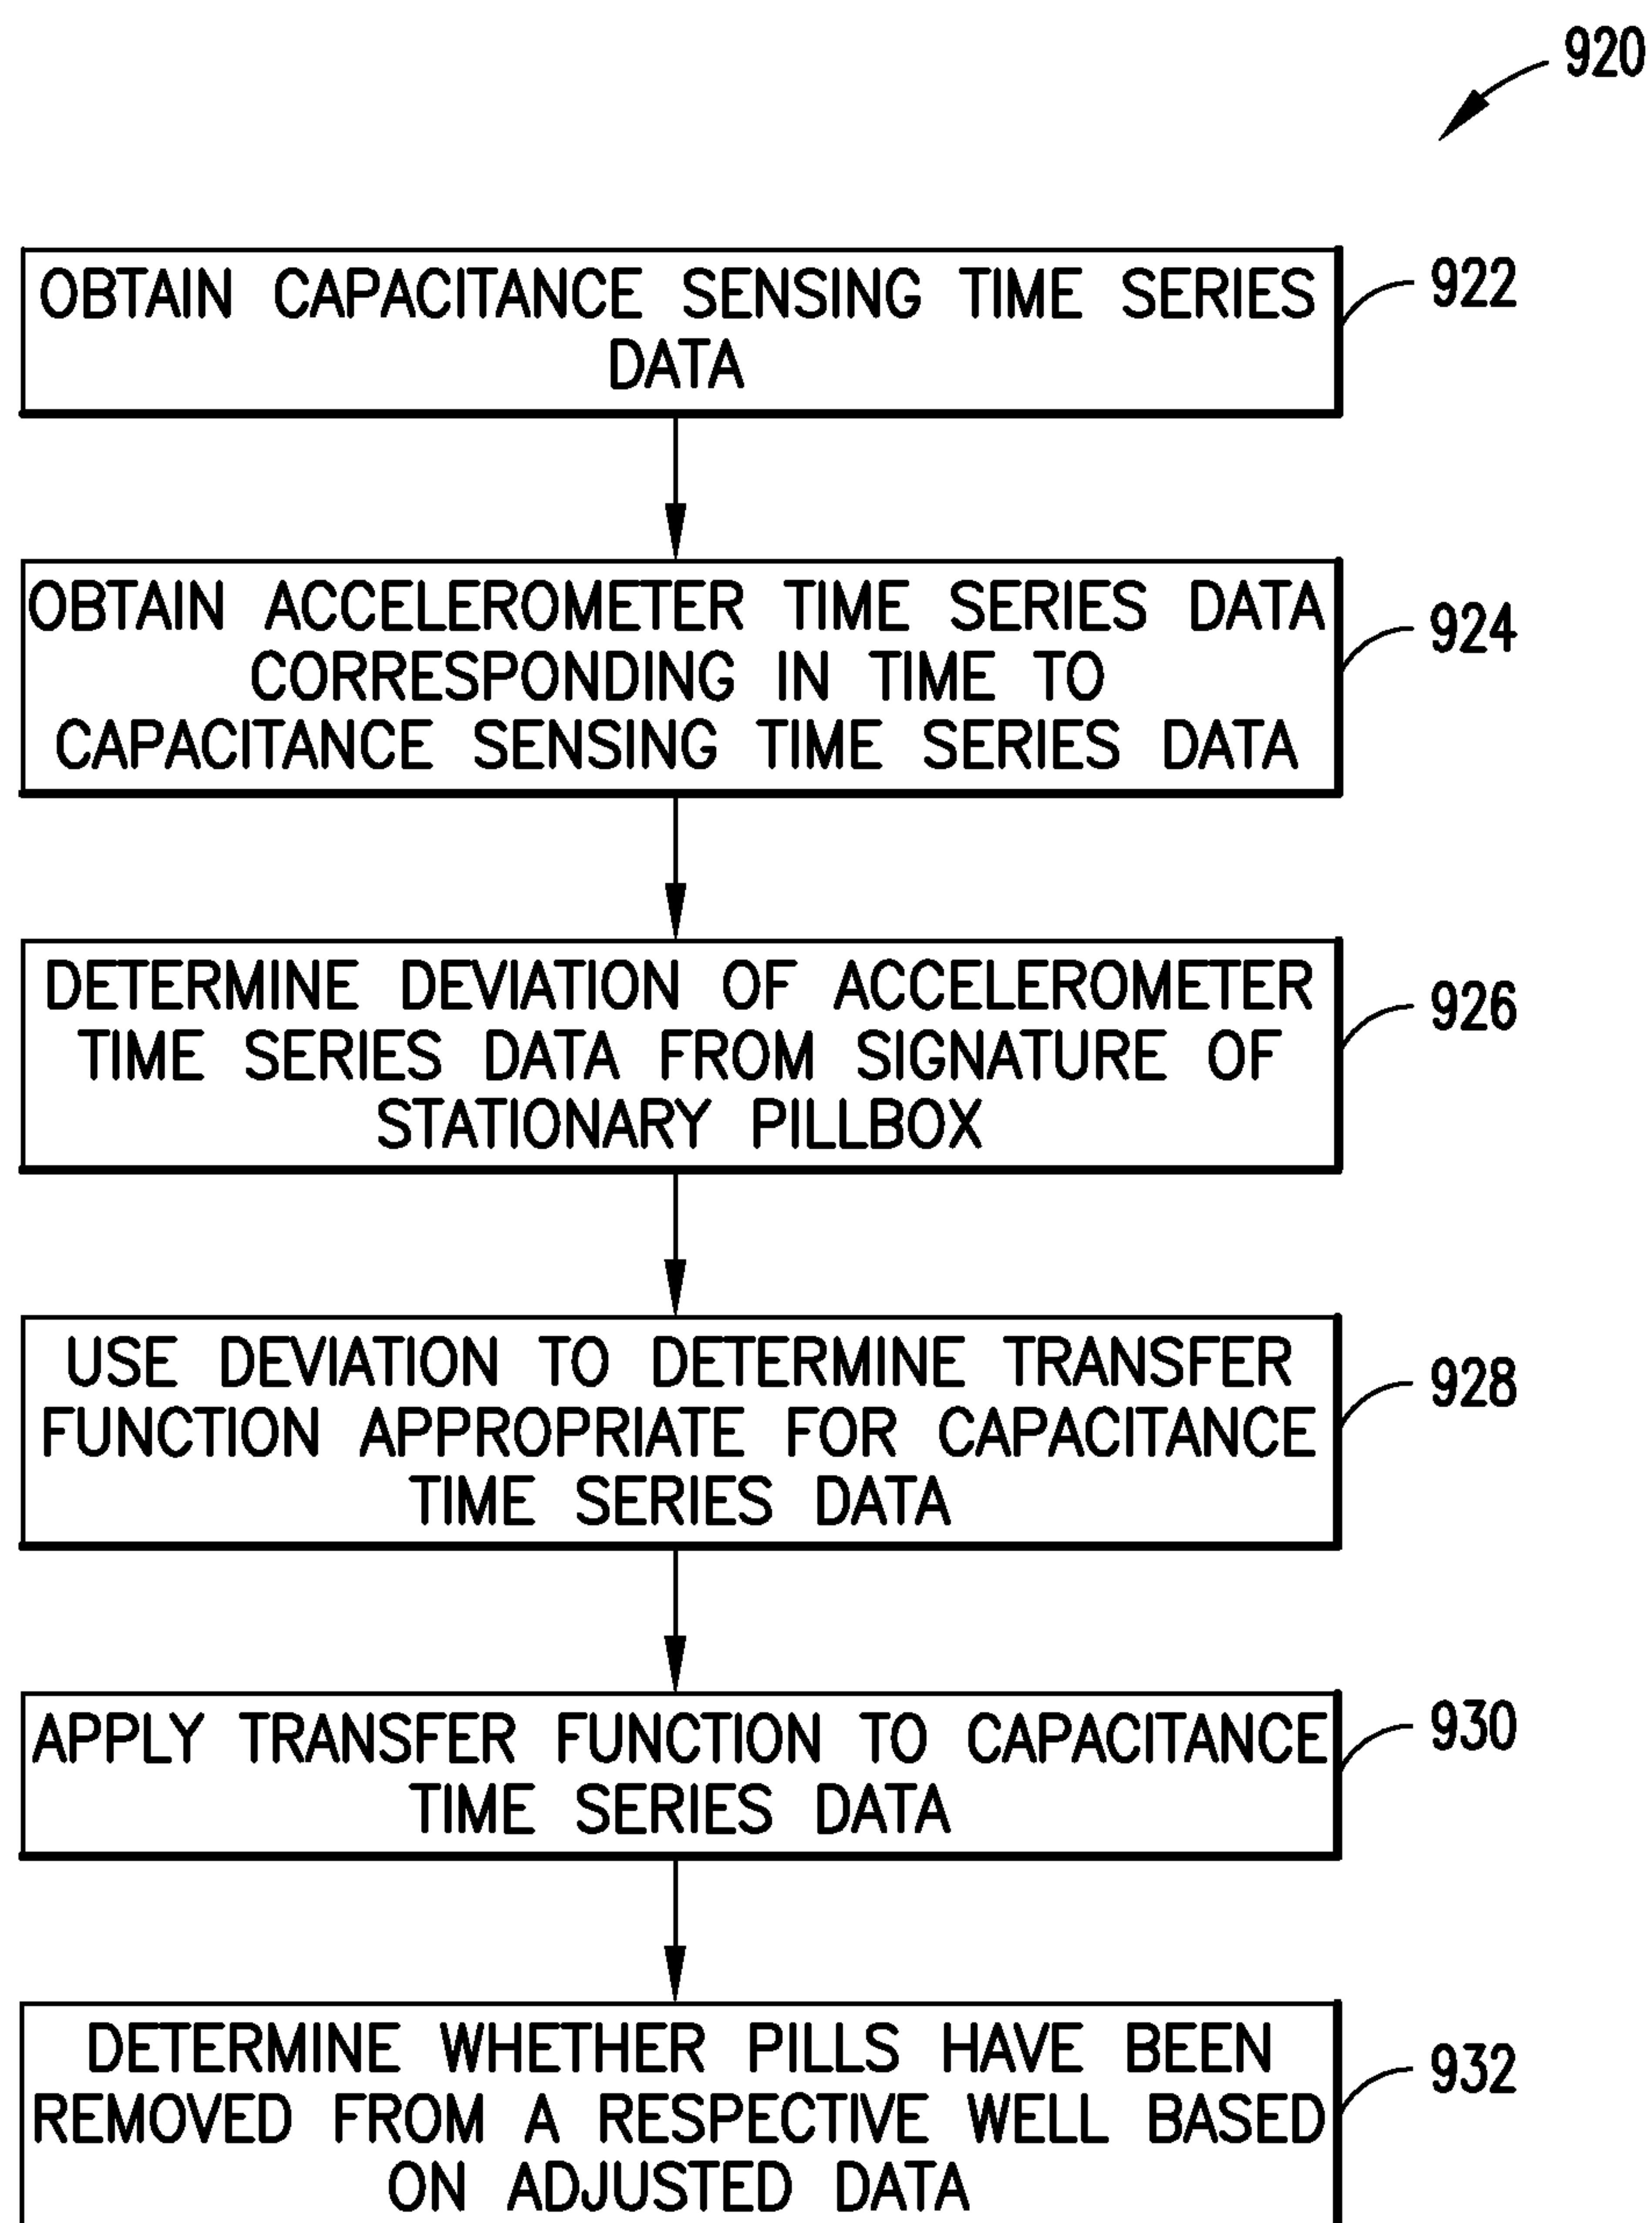 920
OBTAIN CAPACITANCE SENSING TIME SERIES
DATA
922
OBTAIN ACCELEROMETER TIME SERIES DATA
CORRESPONDING IN TIME TO
CAPACITANCE SENSING TIME SERIES DATA
924
DETERMINE DEVIATION OF ACCELEROMETER
TIME SERIES DATA FROM SIGNATURE OF
STATIONARY PILLBOX
926
USE DEVIATION TO DETERMINE TRANSFER
FUNCTION APPROPRIATE FOR CAPACITANCE
TIME SERIES DATA
928
APPLY TRANSFER FUNCTION TO CAPACITANCE
TIME SERIES DATA
930
DETERMINE WHETHER PILLS HAVE BEEN
REMOVED FROM A RESPECTIVE WELL BASED
ON ADJUSTED DATA
932